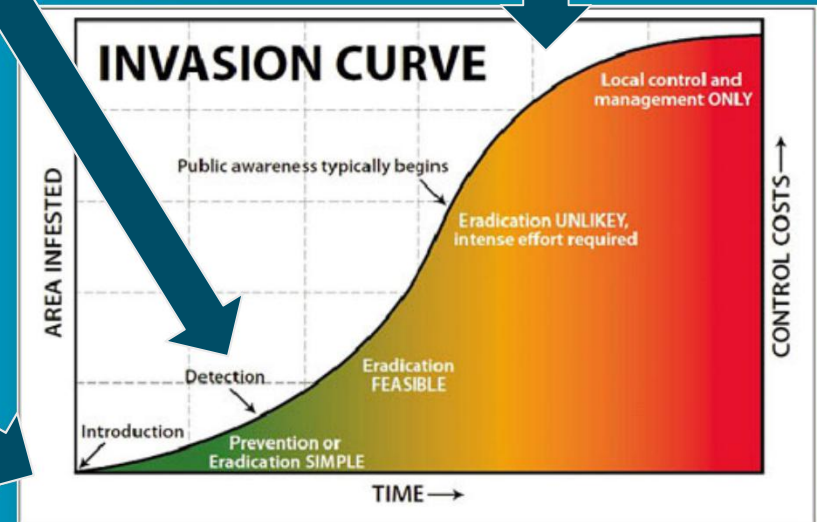 INVASION CURVE
Local control and
management ONLY
Public awareness typically begins
Eradication UNLIKEY,
intense effort required
AREA INFESTED
CONTROL COSTS→
Eradication
FEASIBLE
Detection
Introduction
Prevention or
Eradication SIMPLE
TIME→